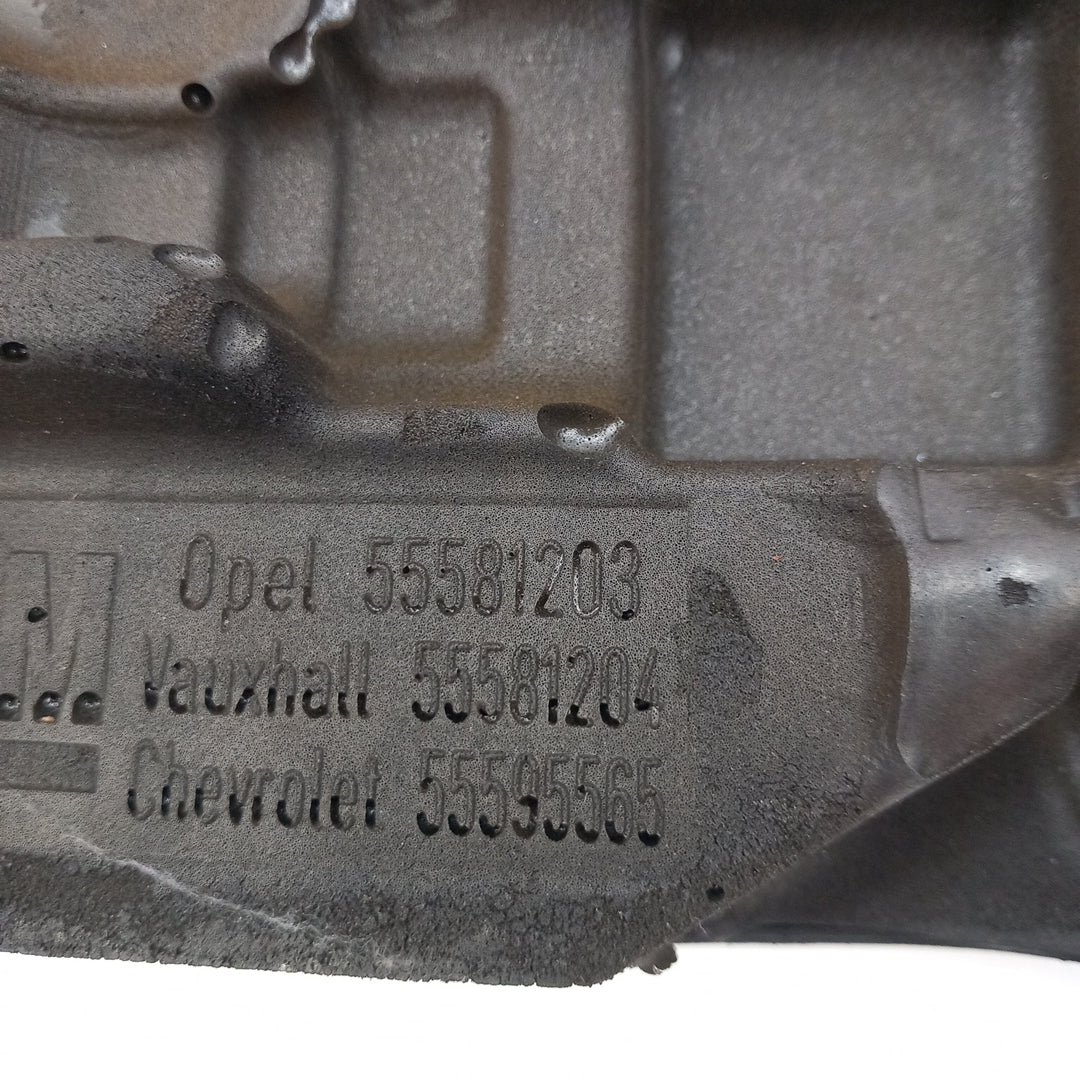 M
Opel 55581203
Vauxhall 55581204
Chevrolet 55595565